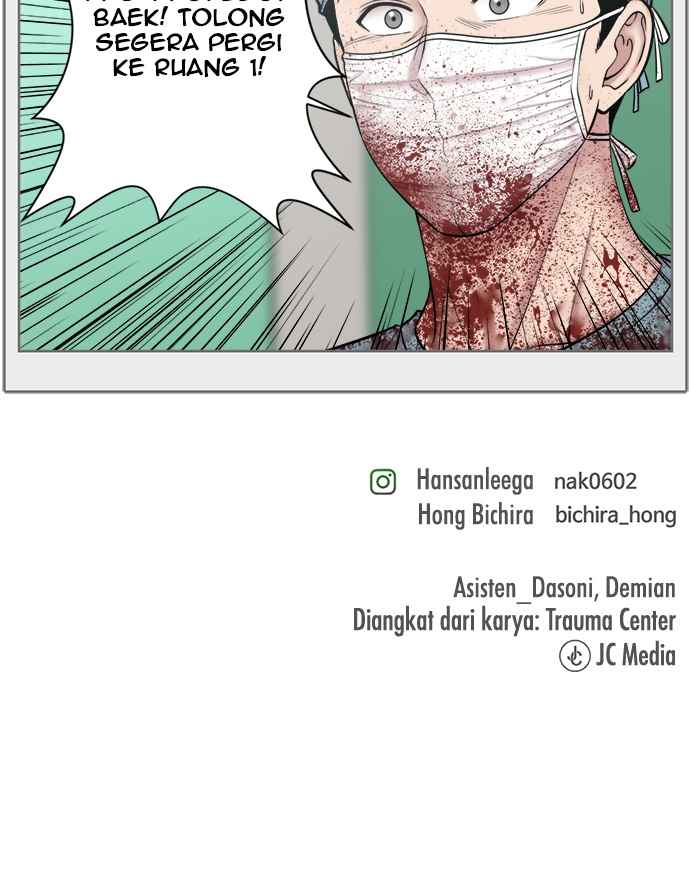 BAEK! TOLONG
SEGERA PERGI
KE RUANG 1!
Hansanleega nak0602
Hong Bichira bichira_hong
Asisten_Dasoni, Demian
Diangkat dari karya: Trauma Center
JC JC Media